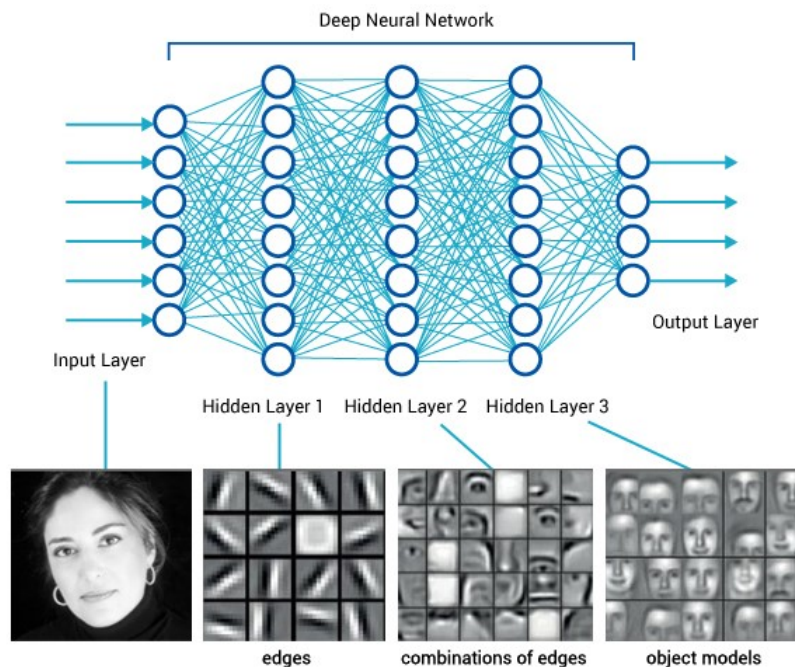 Deep Neural Network
Input Layer
Output Layer
Hidden Layer 1
Hidden Layer 2
Hidden Layer 3
edges
combinations of edges
object models